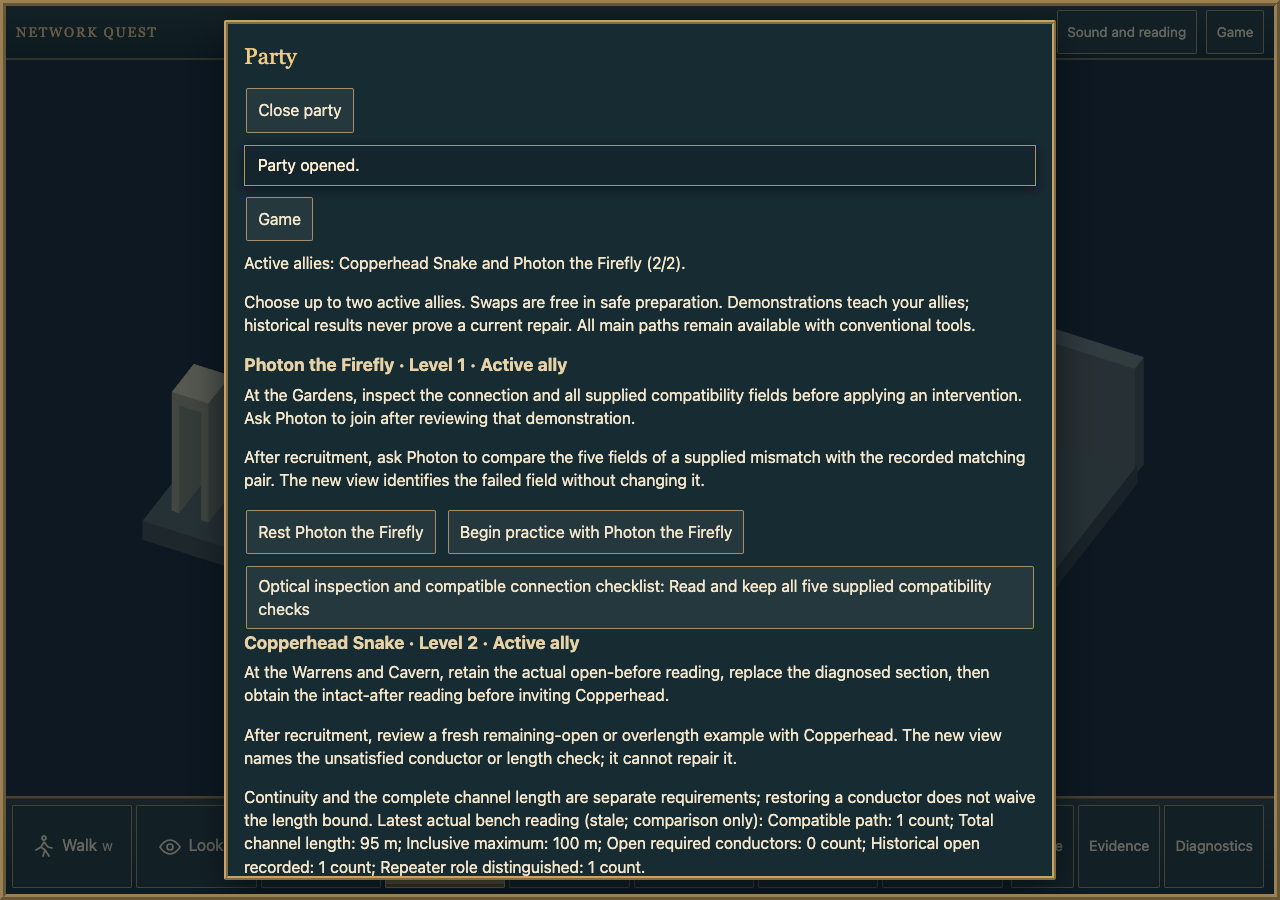 NETWORK QUEST
Sound and reading
Game
Party
Close party
Party opened.
Game
Active allies: Copperhead Snake and Photon the Firefly (2/2).
Choose up to two active allies. Swaps are free in safe preparation. Demonstrations teach your allies;
historical results never prove a current repair. All main paths remain available with conventional tools.
Photon the Firefly · Level 1 · Active ally
At the Gardens, inspect the connection and all supplied compatibility fields before applying an intervention.
Ask Photon to join after reviewing that demonstration.
After recruitment, ask Photon to compare the five fields of a supplied mismatch with the recorded matching
pair. The new view identifies the failed field without changing it.
Rest Photon the Firefly
Begin practice with Photon the Firefly
Optical inspection and compatible connection checklist: Read and keep all five supplied compatibility
checks
Copperhead Snake · Level 2 · Active ally
At the Warrens and Cavern, retain the actual open-before reading, replace the diagnosed section, then
obtain the intact-after reading before inviting Copperhead.
After recruitment, review a fresh remaining-open or overlength example with Copperhead. The new view
names the unsatisfied conductor or length check; it cannot repair it.
Continuity and the complete channel length are separate requirements; restoring a conductor does not waive
the length bound. Latest actual bench reading (stale; comparison only): Compatible path: 1 count; Total
channel length: 95 m; Inclusive maximum: 100 m; Open required conductors: 0 count; Historical open
recorded: 1 count; Repeater role distinguished: 1 count.
Walk W
Look
Evidence
Diagnostics